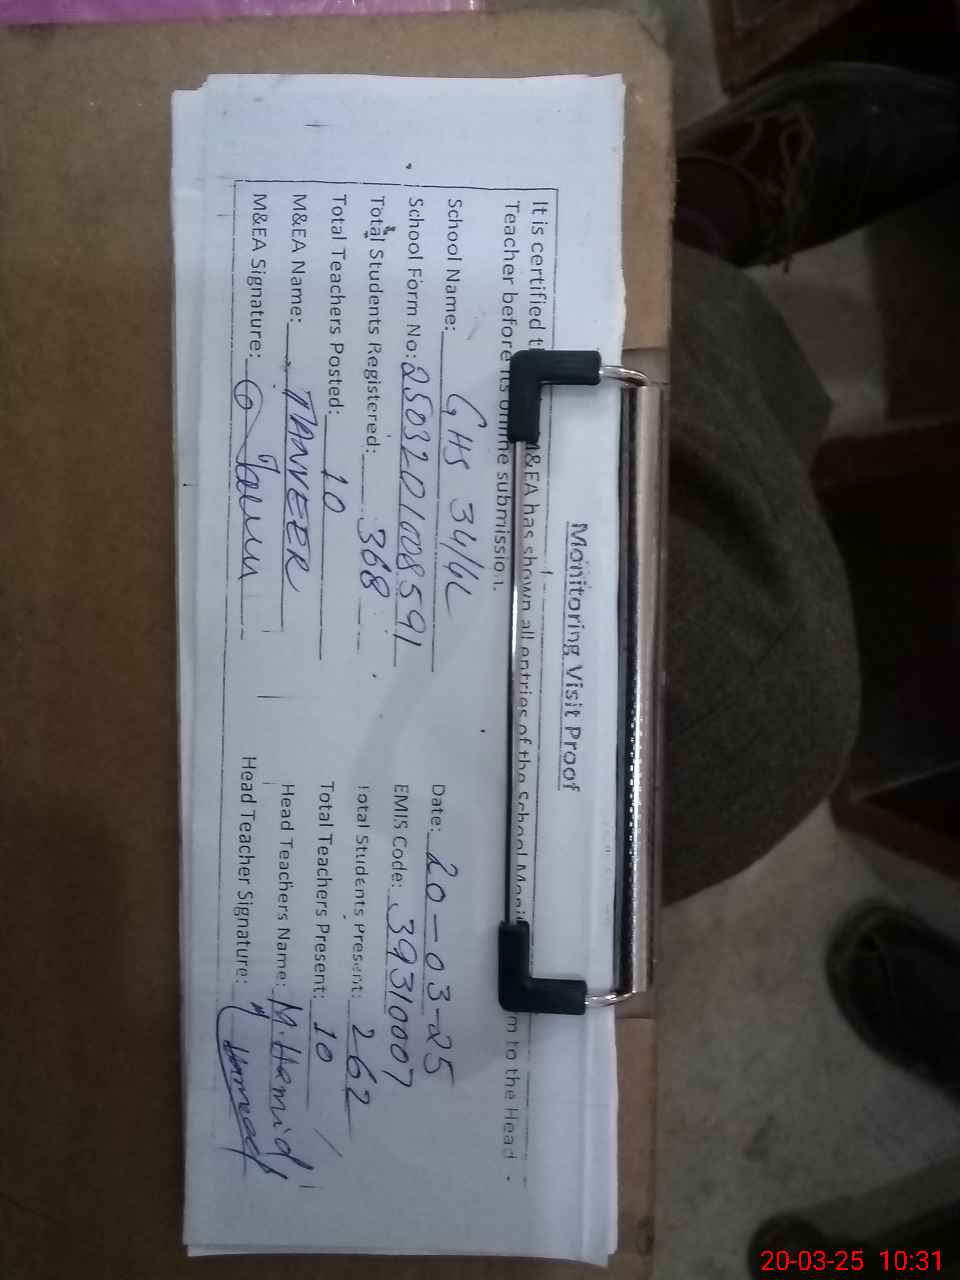 Monitoring Visit Proof
It is certified t M&EA has shown all entries of the School Moni m to the Head
Teacher before its online submission.
School Name: GHS 34/4L Date: 20-03-25
School Form No: 250320108591 EMIS Code: 39310007
Total Students Registered: 368 Total Students Present: 262
Total Teachers Posted: 10 Total Teachers Present: 10
M&EA Name: TANVEER Head Teachers Name: M. Hamid
M&EA Signature: Head Teacher Signature:
20-03-25 10:31